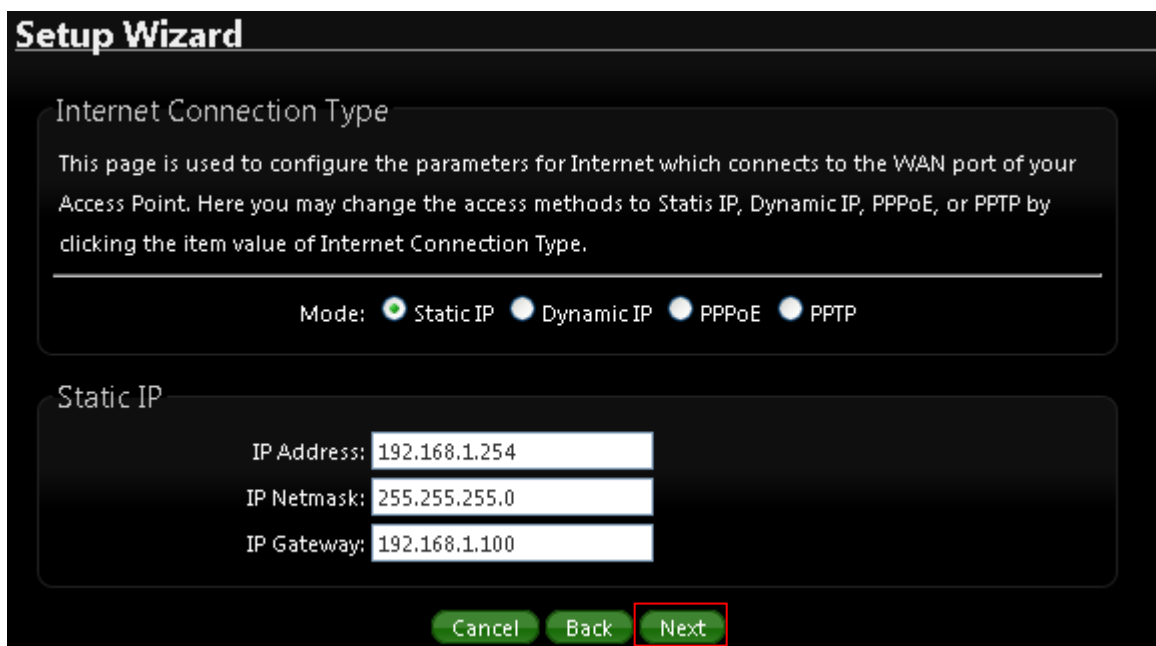 Setup Wizard
Internet Connection Type
This page is used to configure the parameters for Internet which connects to the WAN port of your
Access Point. Here you may change the access methods to Statis IP, Dynamic IP, PPPoE, or PPTP by
clicking the item value of Internet Connection Type.
Mode: Static IP Dynamic IP PPPoE PPTP
Static IP
IP Address: 192.168.1.254
IP Netmask: 255.255.255.0
IP Gateway: 192.168.1.100
Cancel Back Next